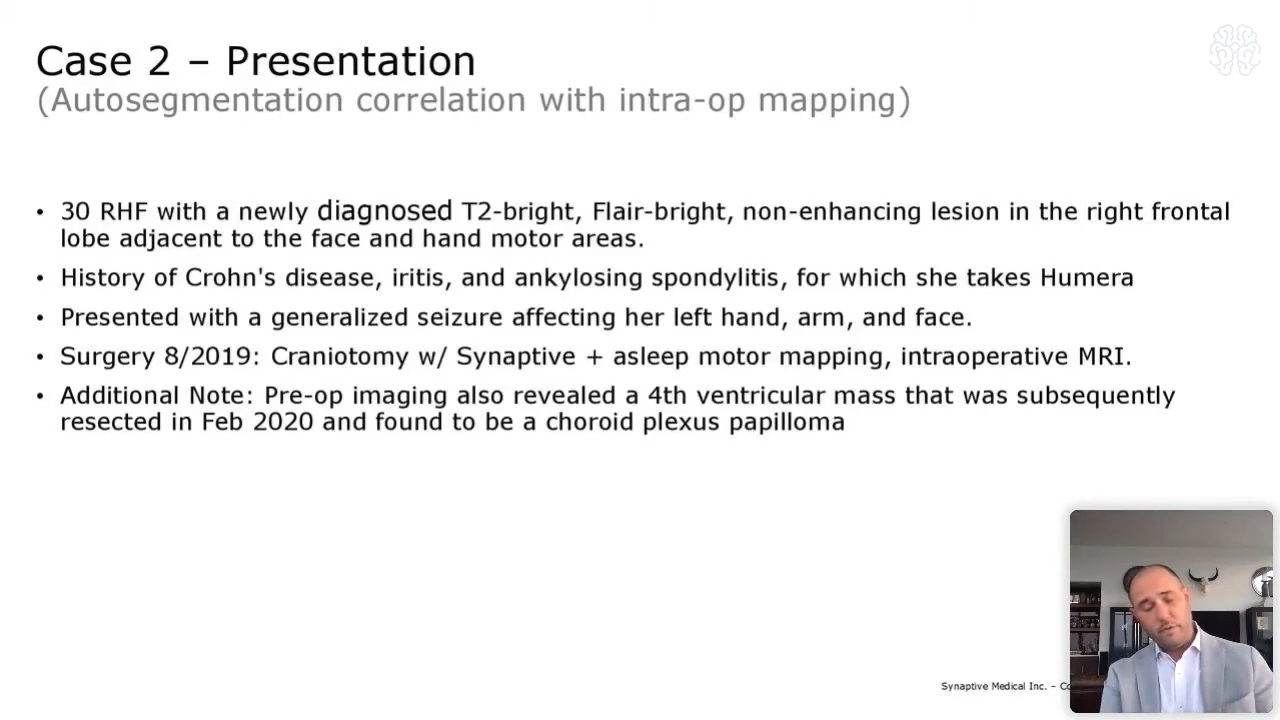 Case 2 – Presentation
(Autosegmentation correlation with intra-op mapping)
• 30 RHF with a newly diagnosed T2-bright, Flair-bright, non-enhancing lesion in the right frontal
lobe adjacent to the face and hand motor areas.
• History of Crohn's disease, iritis, and ankylosing spondylitis, for which she takes Humera
• Presented with a generalized seizure affecting her left hand, arm, and face.
• Surgery 8/2019: Craniotomy w/ Synaptive + asleep motor mapping, intraoperative MRI.
• Additional Note: Pre-op imaging also revealed a 4th ventricular mass that was subsequently
resected in Feb 2020 and found to be a choroid plexus papilloma
Synaptive Medical Inc. –